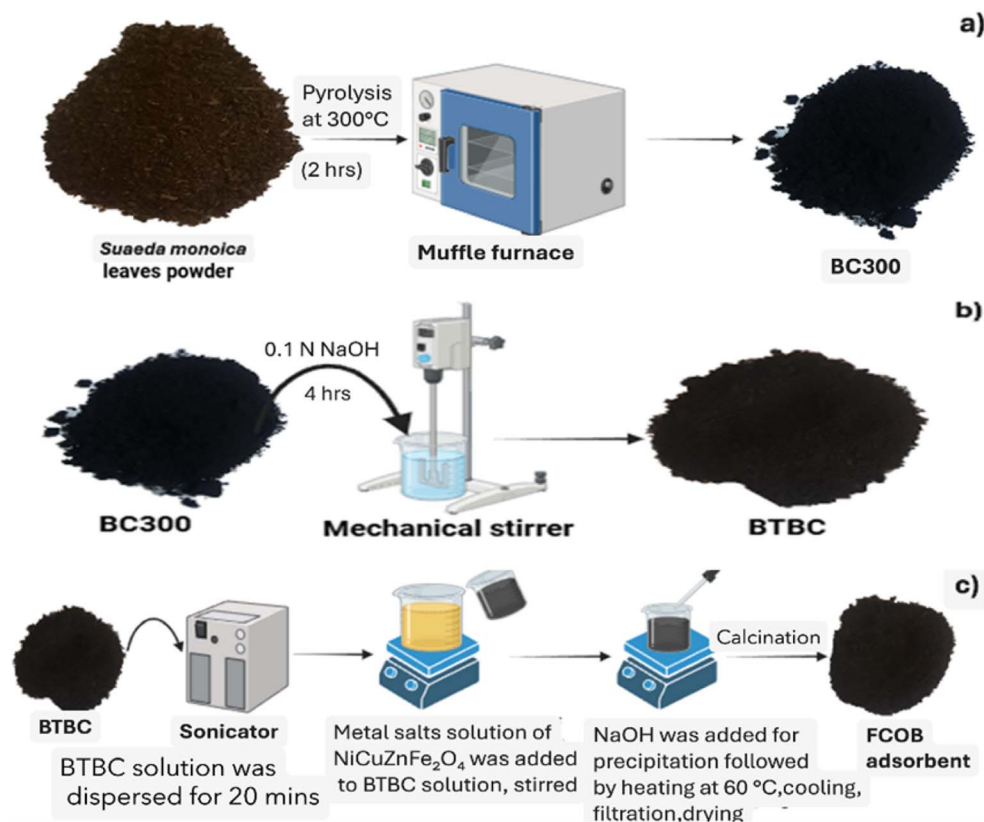 a)
Pyrolysis
at 300°C
(2 hrs)
Suaeda monoica
leaves powder
Muffle furnace
BC300
b)
0.1 N NaOH
4 hrs
BC300
Mechanical stirrer
BTBC
c)
Calcination
BTBC
Sonicator
BTBC solution was
dispersed for 20 mins
Metal salts solution of
NiCuZnFe₂O₄ was added
to BTBC solution, stirred
NaOH was added for
precipitation followed
by heating at 60 °C,cooling,
filtration,drying
FCOB
adsorbent